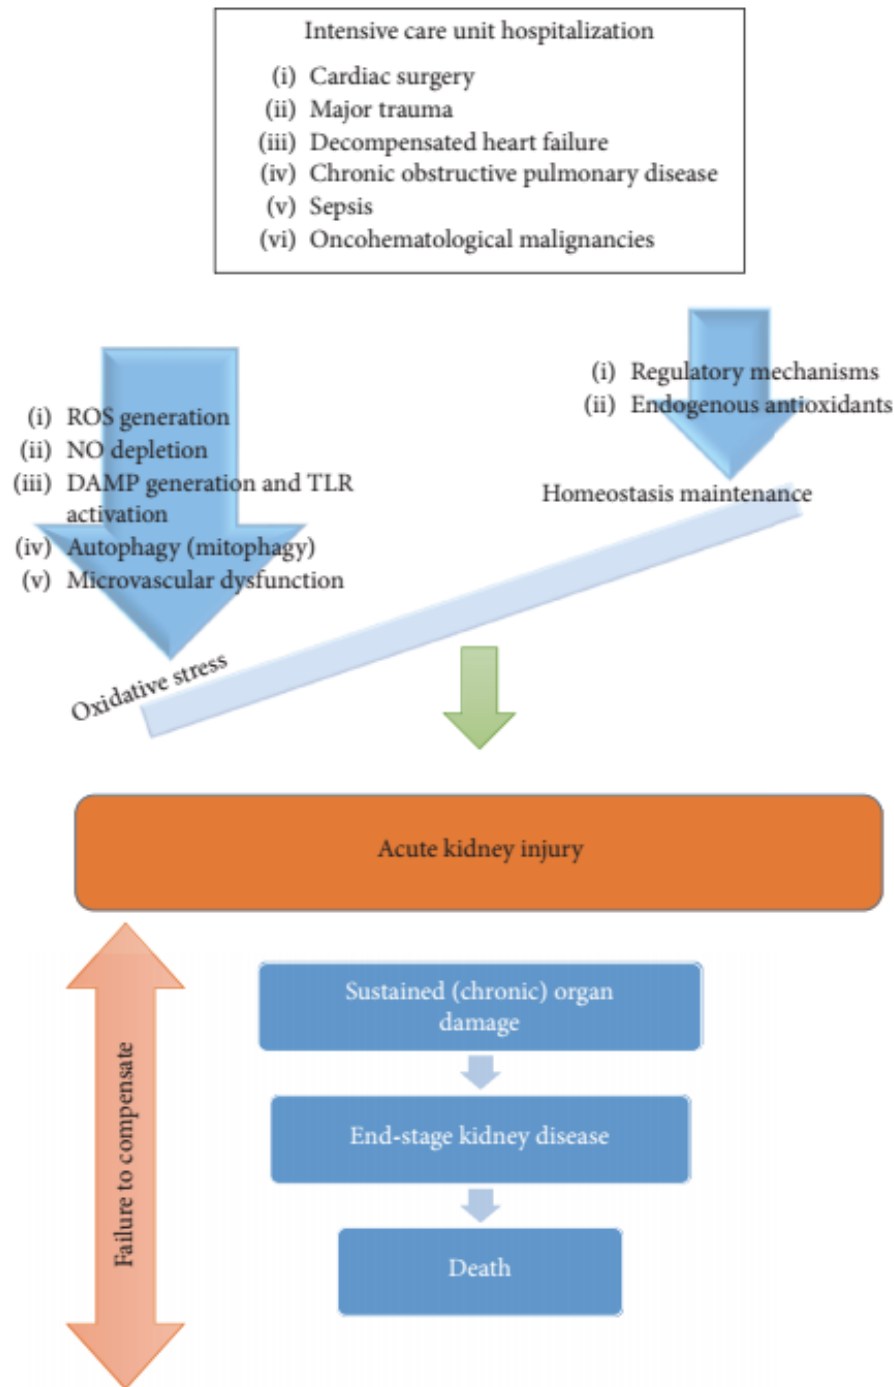 Intensive care unit hospitalization
(i) Cardiac surgery
(ii) Major trauma
(iii) Decompensated heart failure
(iv) Chronic obstructive pulmonary disease
(v) Sepsis
(vi) Oncohematological malignancies
(i) ROS generation
(ii) NO depletion
(iii) DAMP generation and TLR
activation
(iv) Autophagy (mitophagy)
(v) Microvascular dysfunction
(i) Regulatory mechanisms
(ii) Endogenous antioxidants
Homeostasis maintenance
Oxidative stress
Acute kidney injury
Failure to compensate
Sustained (chronic) organ
damage
End-stage kidney disease
Death